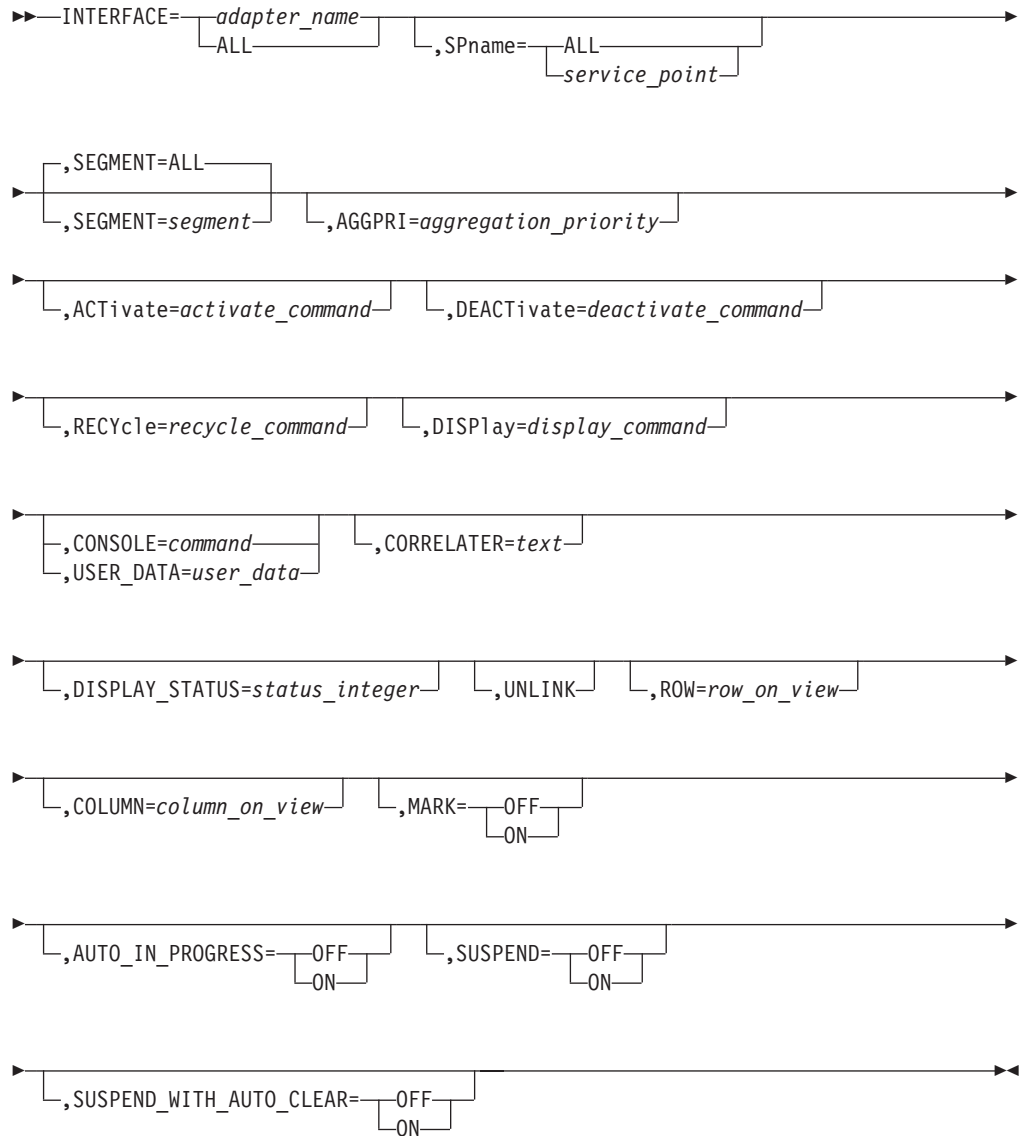 INTERFACE= adapter_name
ALL
,SPname= ALL
service_point
,SEGMENT=ALL
,SEGMENT=segment
,AGGPRI=aggregation_priority
,ACTivate=activate_command
,DEACTivate=deactivate_command
,RECYcle=recycle_command
,DISPlay=display_command
,CONSOLE=command
,USER_DATA=user_data
,CORRELATER=text
,DISPLAY_STATUS=status_integer
,UNLINK
,ROW=row_on_view
,COLUMN=column_on_view
,MARK= OFF
ON
,AUTO_IN_PROGRESS= OFF
ON
,SUSPEND= OFF
ON
,SUSPEND_WITH_AUTO_CLEAR= OFF
ON